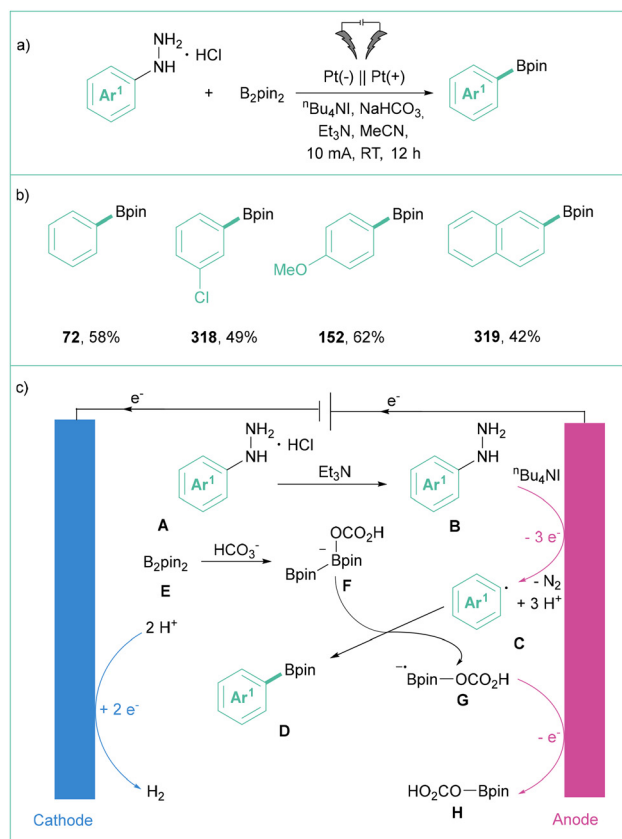 a)
NH2
NH
· HCl
Ar1
+
B2pin2
Pt(-) || Pt(+)
nBu4NI, NaHCO3,
Et3N, MeCN,
10 mA, RT, 12 h
Bpin
Ar1
b)
Bpin
Bpin
Bpin
Bpin
Cl
MeO
72, 58%
318, 49%
152, 62%
319, 42%
c)
e-
e-
NH2
NH
· HCl
Ar1
A
Et3N
NH2
NH
Ar1
B
nBu4NI
- 3 e-
B2pin2
E
HCO3-
OCO2H
-
Bpin
Bpin
F
Ar1
·
- N2
+ 3 H+
C
2 H+
+ 2 e-
H2
Bpin
Ar1
D
-·
Bpin
OCO2H
G
- e-
HO2CO
Bpin
H
Cathode
Anode